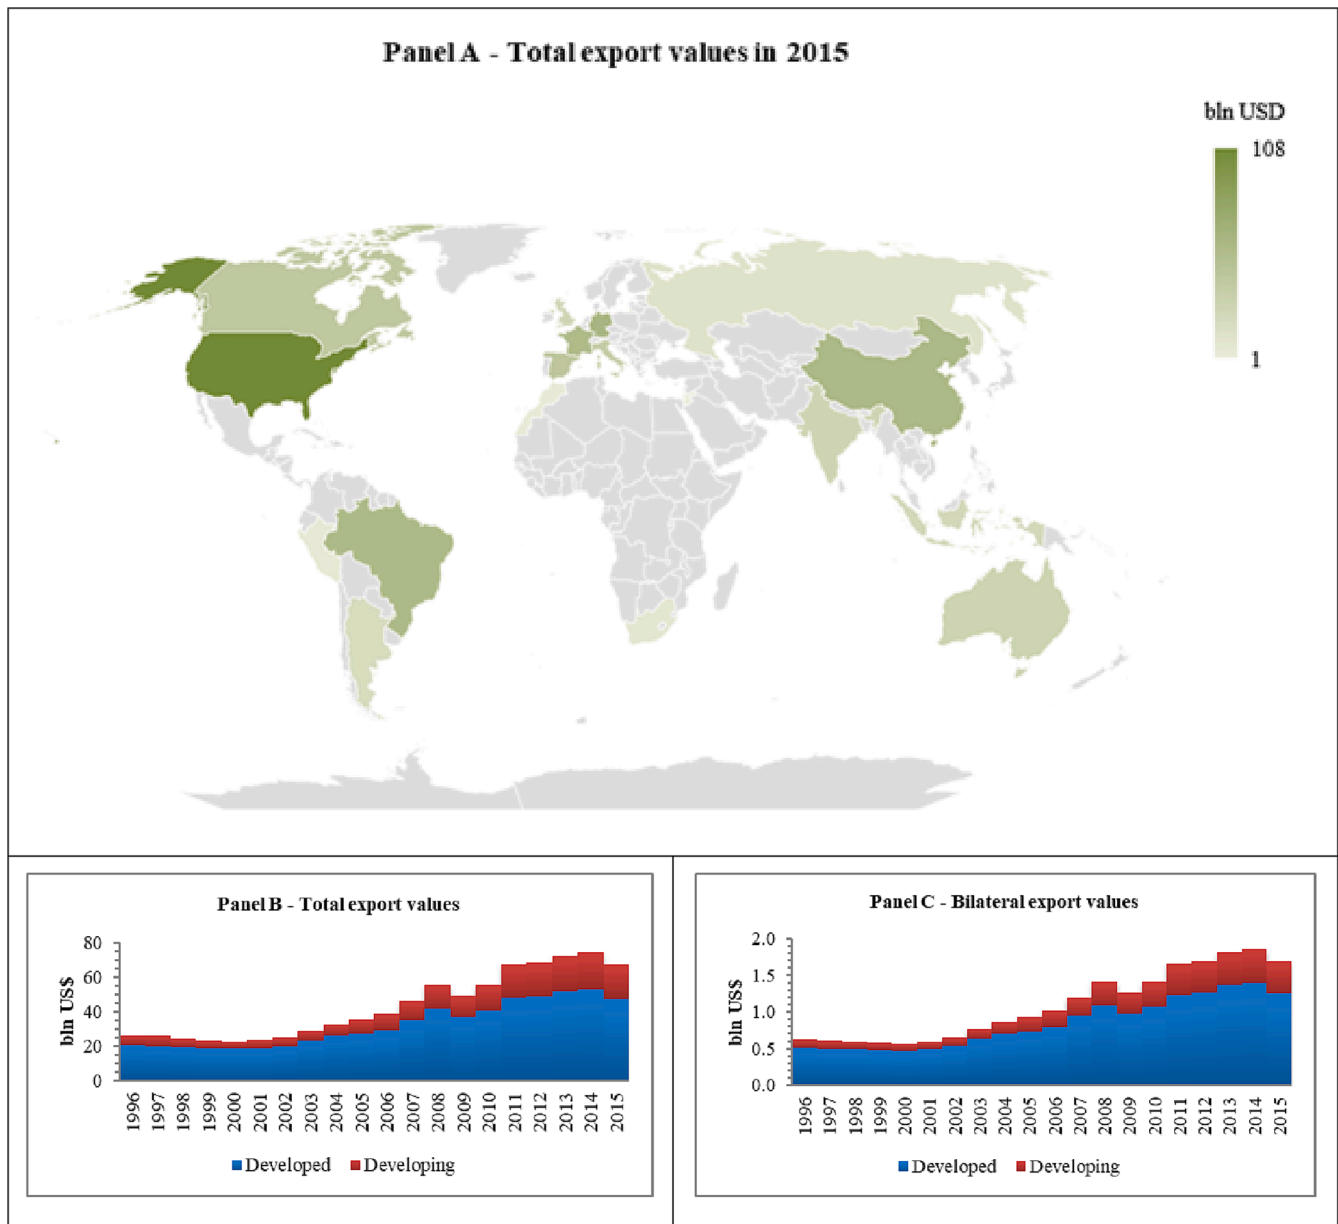 Panel A - Total export values in 2015
bln USD
108
1
Panel B - Total export values
bln US$
80
60
40
20
0
1996 1997 1998 1999 2000 2001 2002 2003 2004 2005 2006 2007 2008 2009 2010 2011 2012 2013 2014 2015
Developed Developing
Panel C - Bilateral export values
bln US$
2.0
1.5
1.0
0.5
0.0
1996 1997 1998 1999 2000 2001 2002 2003 2004 2005 2006 2007 2008 2009 2010 2011 2012 2013 2014 2015
Developed Developing